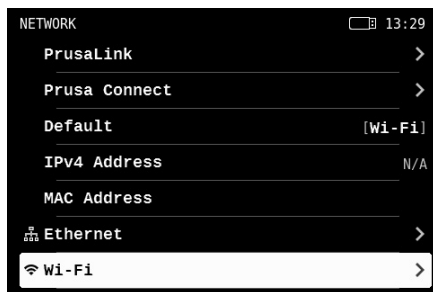 NETWORK 13:29
PrusaLink >
Prusa Connect >
Default [Wi-Fi]
IPv4 Address N/A
MAC Address
Ethernet >
Wi-Fi >